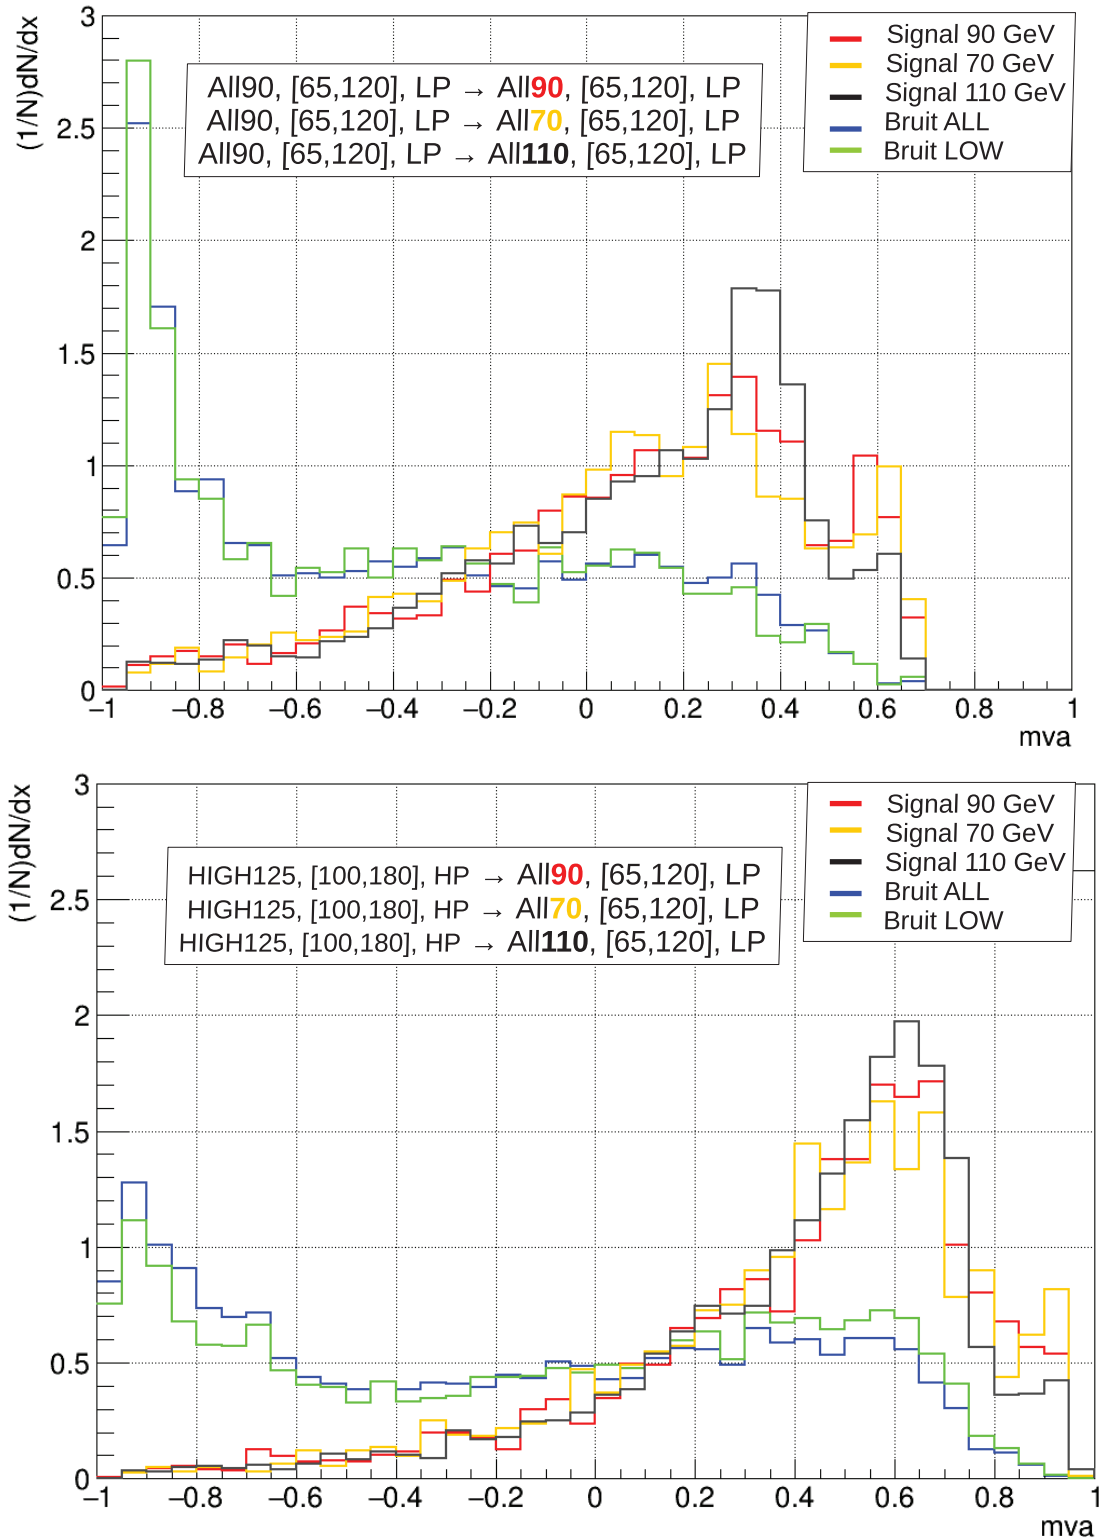 (1/N)dN/dx
3
2.5
2
1.5
1
0.5
0
All90, [65,120], LP → All90, [65,120], LP
All90, [65,120], LP → All70, [65,120], LP
All90, [65,120], LP → All110, [65,120], LP
Signal 90 GeV
Signal 70 GeV
Signal 110 GeV
Bruit ALL
Bruit LOW
−1 −0.8 −0.6 −0.4 −0.2 0 0.2 0.4 0.6 0.8 1
mva
(1/N)dN/dx
3
2.5
2
1.5
1
0.5
0
HIGH125, [100,180], HP → All90, [65,120], LP
HIGH125, [100,180], HP → All70, [65,120], LP
HIGH125, [100,180], HP → All110, [65,120], LP
Signal 90 GeV
Signal 70 GeV
Signal 110 GeV
Bruit ALL
Bruit LOW
−1 −0.8 −0.6 −0.4 −0.2 0 0.2 0.4 0.6 0.8 1
mva